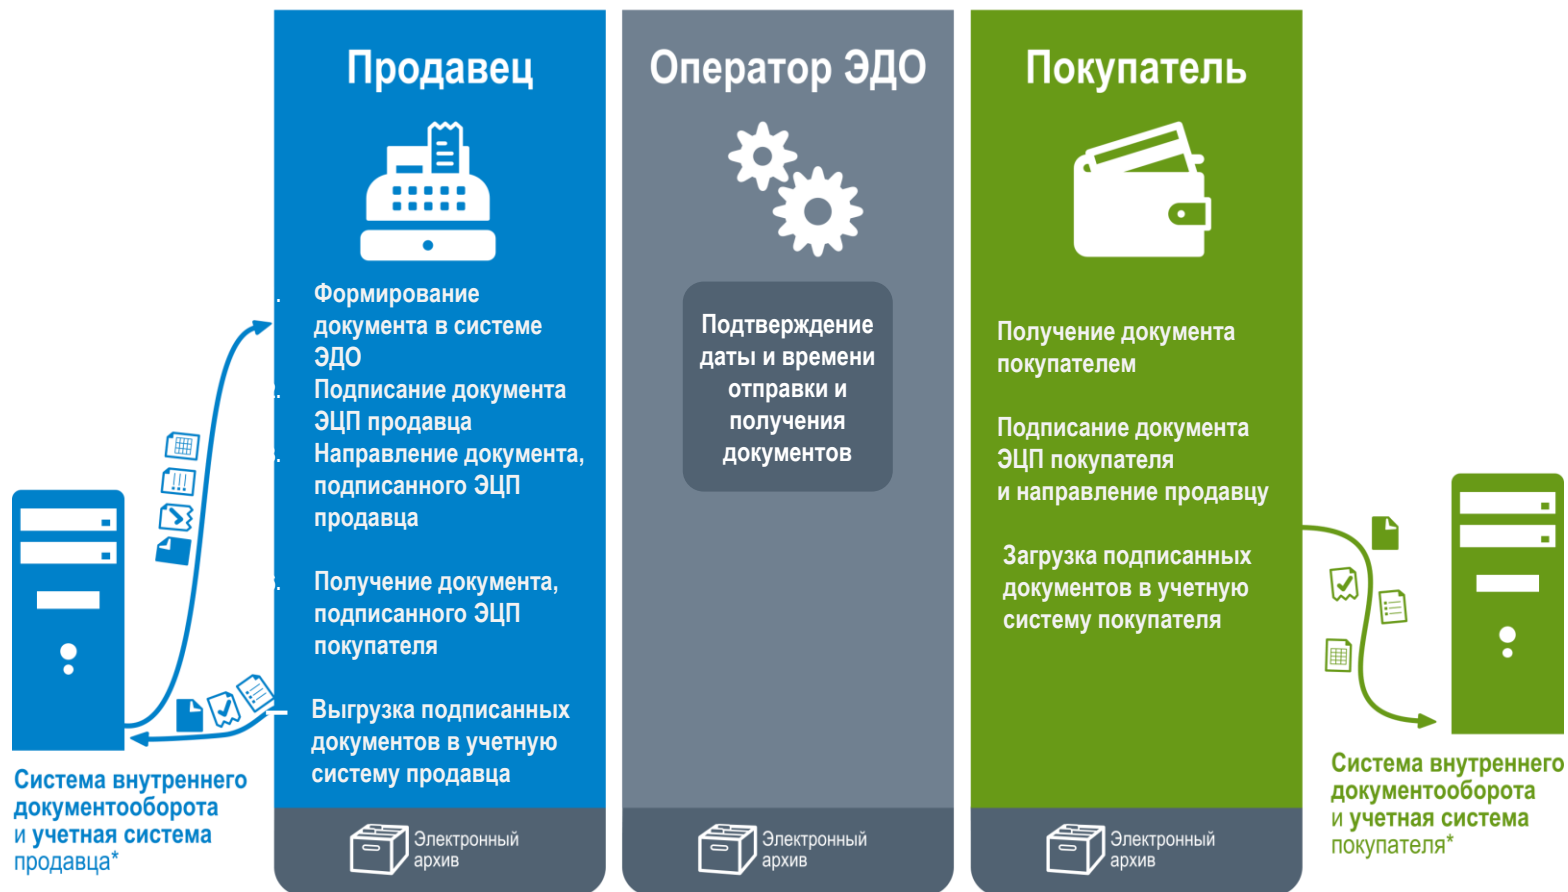 Продавец
Формирование
документа в системе
ЭДО
Подписание документа
ЭЦП продавца
Направление документа,
подписанного ЭЦП
продавца
Получение документа,
подписанного ЭЦП
покупателя
Выгрузка подписанных
документов в учетную
систему продавца
Электронный
архив
Оператор ЭДО
Подтверждение
даты и времени
отправки и
получения
документов
Электронный
архив
Покупатель
Получение документа
покупателем
Подписание документа
ЭЦП покупателя
и направление продавцу
Загрузка подписанных
документов в учетную
систему покупателя
Электронный
архив
Система внутреннего
документооборота
и учетная система
продавца*
Система внутреннего
документооборота
и учетная система
покупателя*